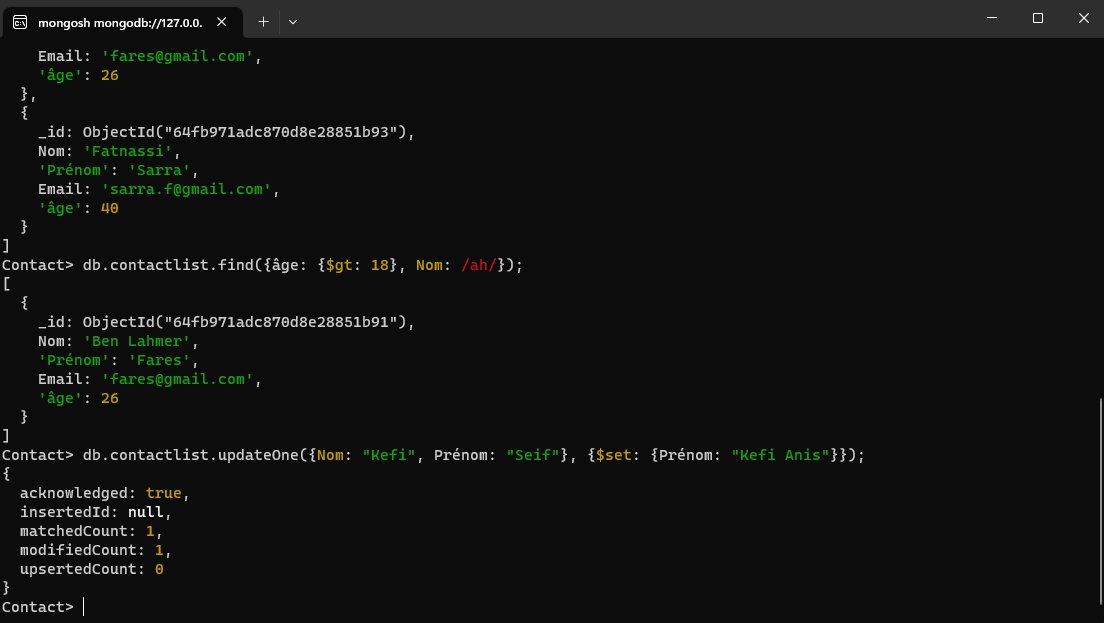 mongosh mongodb://127.0.0.
Email: 'fares@gmail.com',
'âge': 26
},
{
_id: ObjectId("64fb971adc870d8e28851b93"),
Nom: 'Fatnassi',
'Prénom': 'Sarra',
Email: 'sarra.f@gmail.com',
'âge': 40
}
]
Contact> db.contactlist.find({âge: {$gt: 18}, Nom: /ah/});
[
{
_id: ObjectId("64fb971adc870d8e28851b91"),
Nom: 'Ben Lahmer',
'Prénom': 'Fares',
Email: 'fares@gmail.com',
'âge': 26
}
]
Contact> db.contactlist.updateOne({Nom: "Kefi", Prénom: "Seif"}, {$set: {Prénom: "Kefi Anis"}});
{
acknowledged: true,
insertedId: null,
matchedCount: 1,
modifiedCount: 1,
upsertedCount: 0
}
Contact>